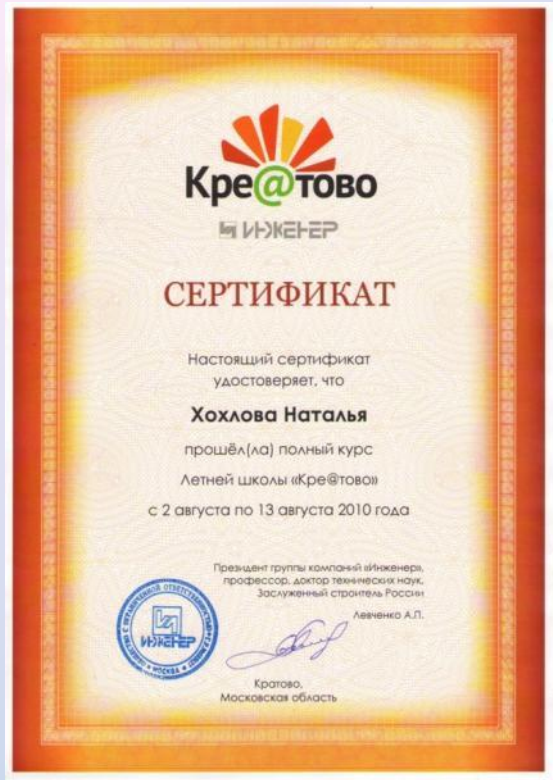 Кре@тово
ИНЖЕНЕР
СЕРТИФИКАТ
Настоящий сертификат
удостоверяет, что
Хохлова Наталья
прошёл(ла) полный курс
Летней школы «Кре@тово»
с 2 августа по 13 августа 2010 года
Президент группы компаний «Инженер»,
профессор, доктор технических наук,
Заслуженный строитель России
Левченко А.П.
ИНЖЕНЕР
МОСКВА
Кратово,
Московская область